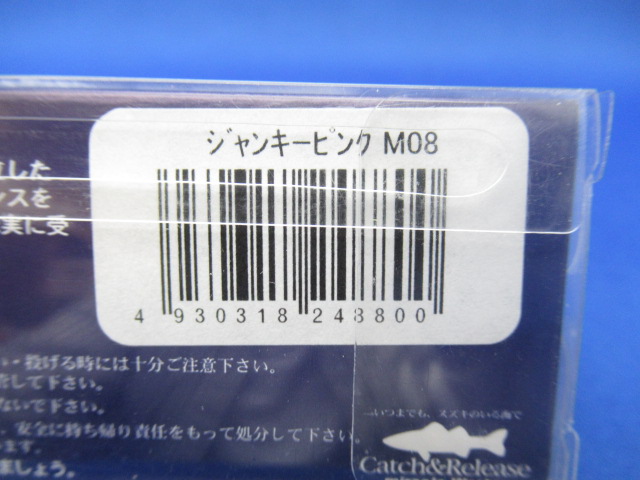 ジャンキーピンク M08
した
スを
実に受
4 930318 248800
投げる時には十分ご注意下さい。
して下さい。
ないで下さい。
、安全に持ち帰り責任をもって処分して下さい。
ます。
ましょう。
…いつまでも、スズキのいる海で
Catch&Release